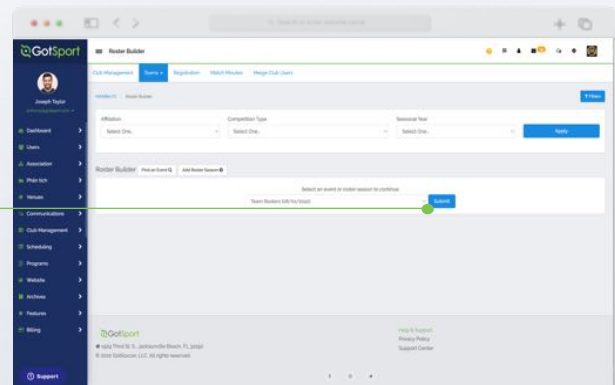 GotSport
Roster Builder
Joseph Taylor
Club Management Teams Registration Match Minutes Merge Club Users
Roster Builder
Filters
Affiliation
Competition Type
Seasonal Year
Select One..
Select One..
Select One..
Apply
Dashboard
Users
Association
Phân tích
Venues
Communications
Club Management
Scheduling
Programs
Website
Archives
Features
Billing
Support
Roster Builder Find an Event Add Roster Season
Select an event or roster season to continue
Submit
GotSport
Help & Support
Privacy Policy
Support Center